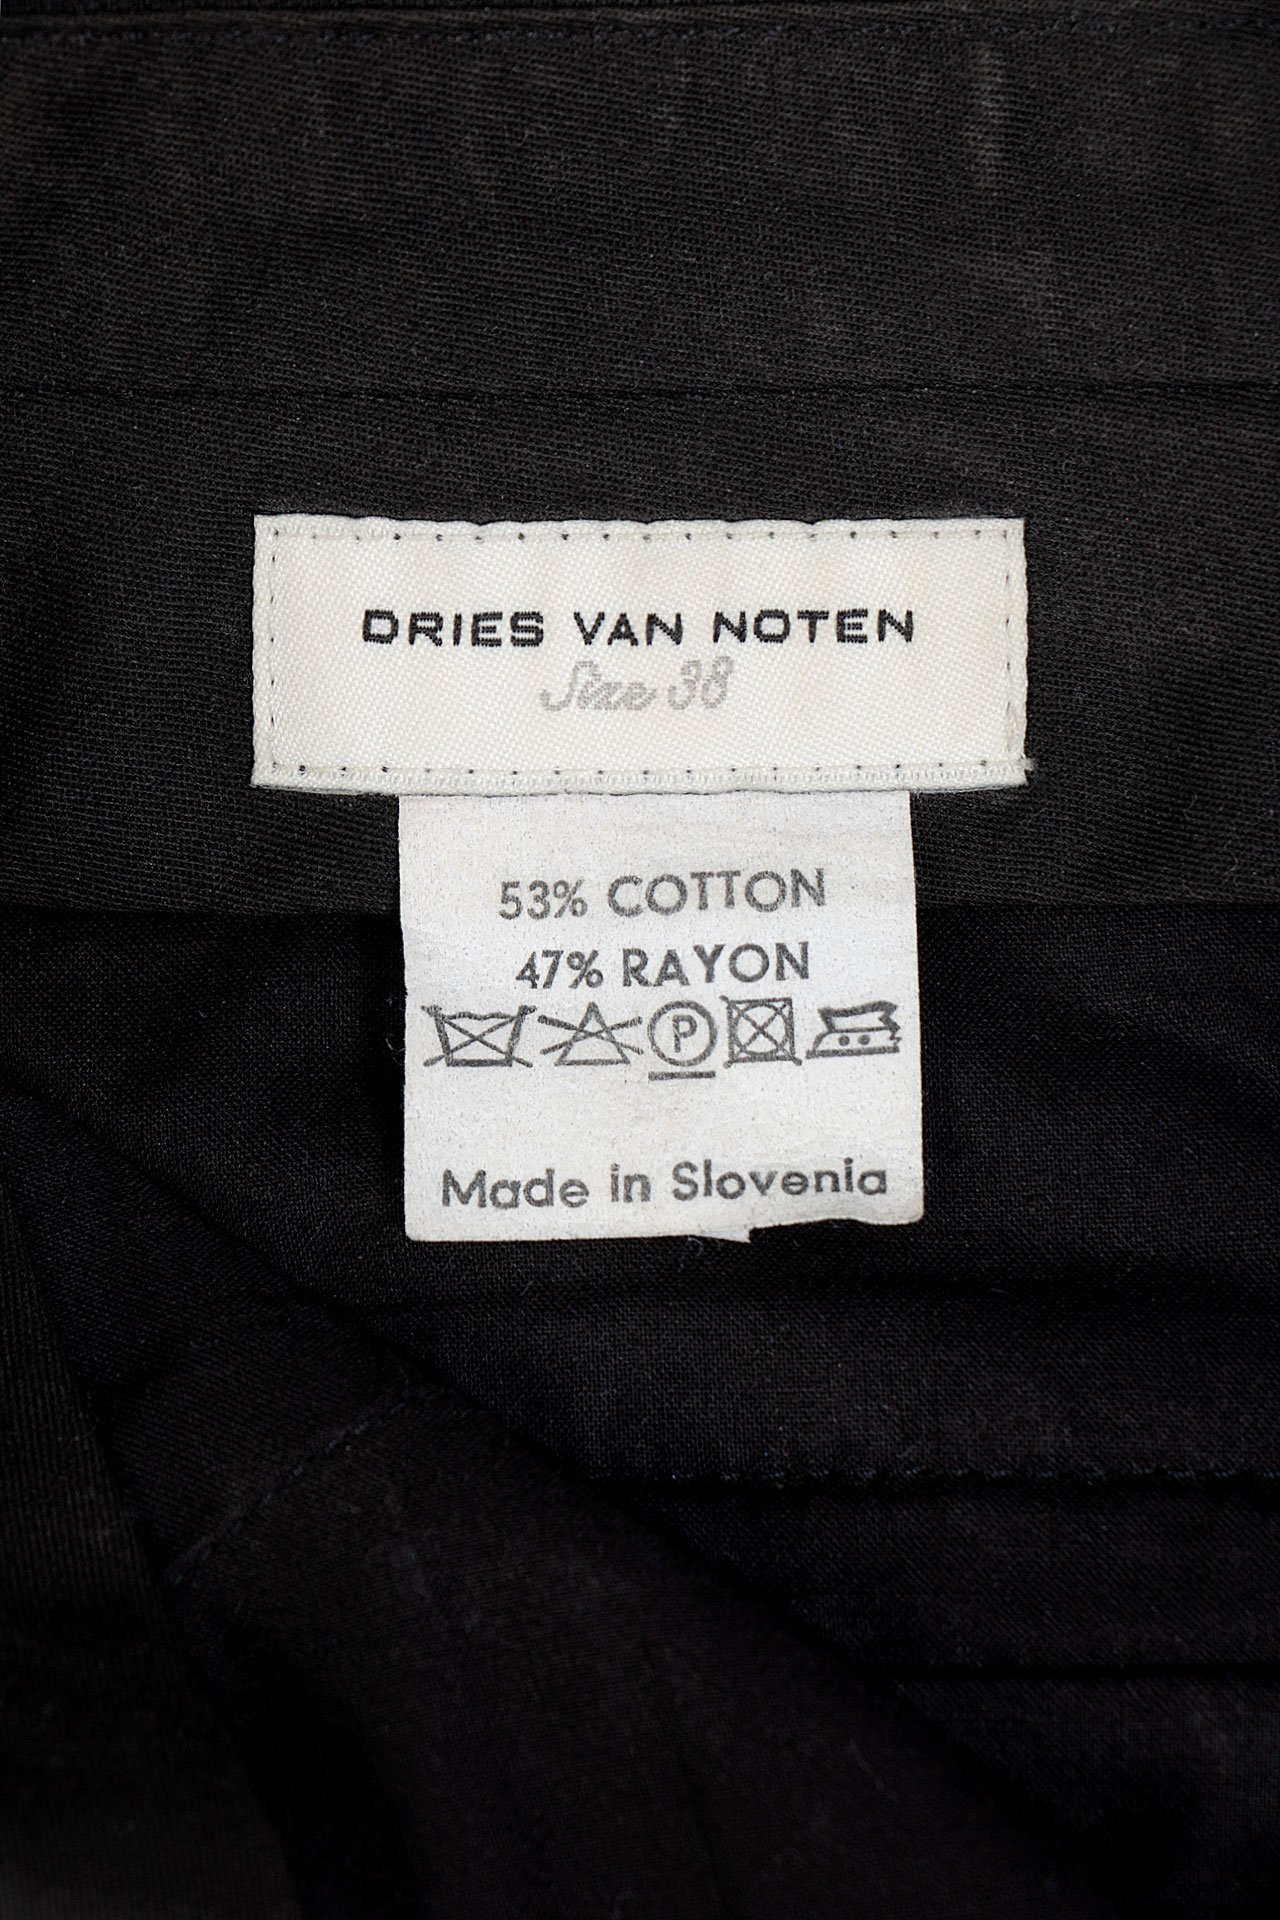 DRIES VAN NOTEN
Size 38
53% COTTON
47% RAYON
P
Made in Slovenia